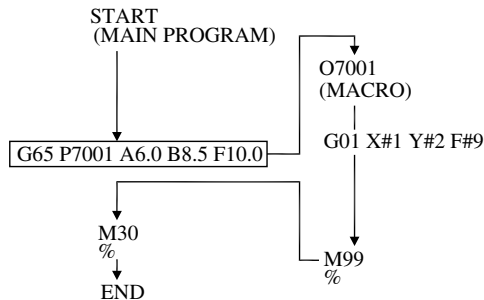 START
(MAIN PROGRAM)
G65 P7001 A6.0 B8.5 F10.0
O7001
(MACRO)
G01 X#1 Y#2 F#9
M99
%
M30
%
END